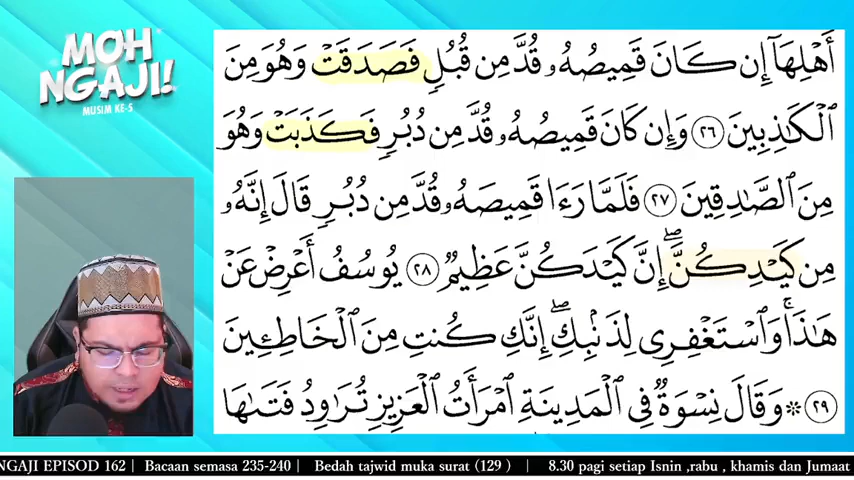 MOH
NGAJI!
MUSIM KE-5
أَهْلِهَآ إِن كَانَ قَمِيصُهُۥ قُدَّ مِن قُبُلٖ فَصَدَقَتۡ وَهُوَ مِنَ
ٱلۡكَٰذِبِينَ ٢٦ وَإِن كَانَ قَمِيصُهُۥ قُدَّ مِن دُبُرٖ فَكَذَبَتۡ وَهُوَ
مِنَ ٱلصَّٰدِقِينَ ٢٧ فَلَمَّا رَءَا قَمِيصَهُۥ قُدَّ مِن دُبُرٖ قَالَ إِنَّهُۥ
مِن كَيۡدِكُنَّۖ إِنَّ كَيۡدَكُنَّ عَظِيمٞ ٢٨ يُوسُفُ أَعۡرِضۡ عَنۡ
هَٰذَاۚ وَٱسۡتَغۡفِرِي لِذَنۢبِكِۖ إِنَّكِ كُنتِ مِنَ ٱلۡخَاطِـِٔينَ
٢٩ ۞ وَقَالَ نِسۡوَةٞ فِي ٱلۡمَدِينَةِ ٱمۡرَأَتُ ٱلۡعَزِيزِ تُرَٰوِدُ فَتَىٰهَا
NGAJI EPISOD 162 | Bacaan semasa 235-240 | Bedah tajwid muka surat (129 ) | 8.30 pagi setiap Isnin ,rabu , khamis dan Jumaat